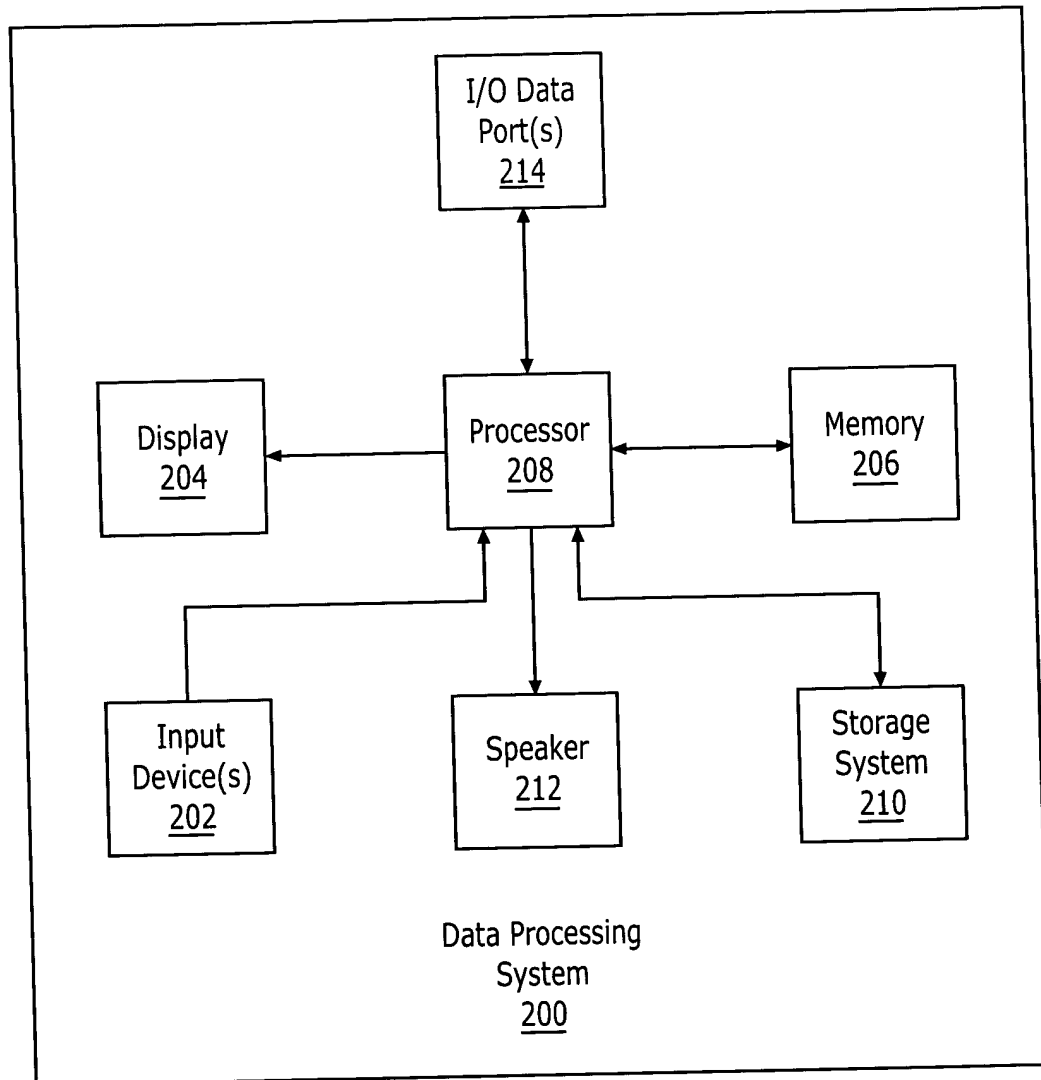 I/O Data
Port(s)
214
Display
204
Processor
208
Memory
206
Input
Device(s)
202
Speaker
212
Storage
System
210
Data Processing
System
200